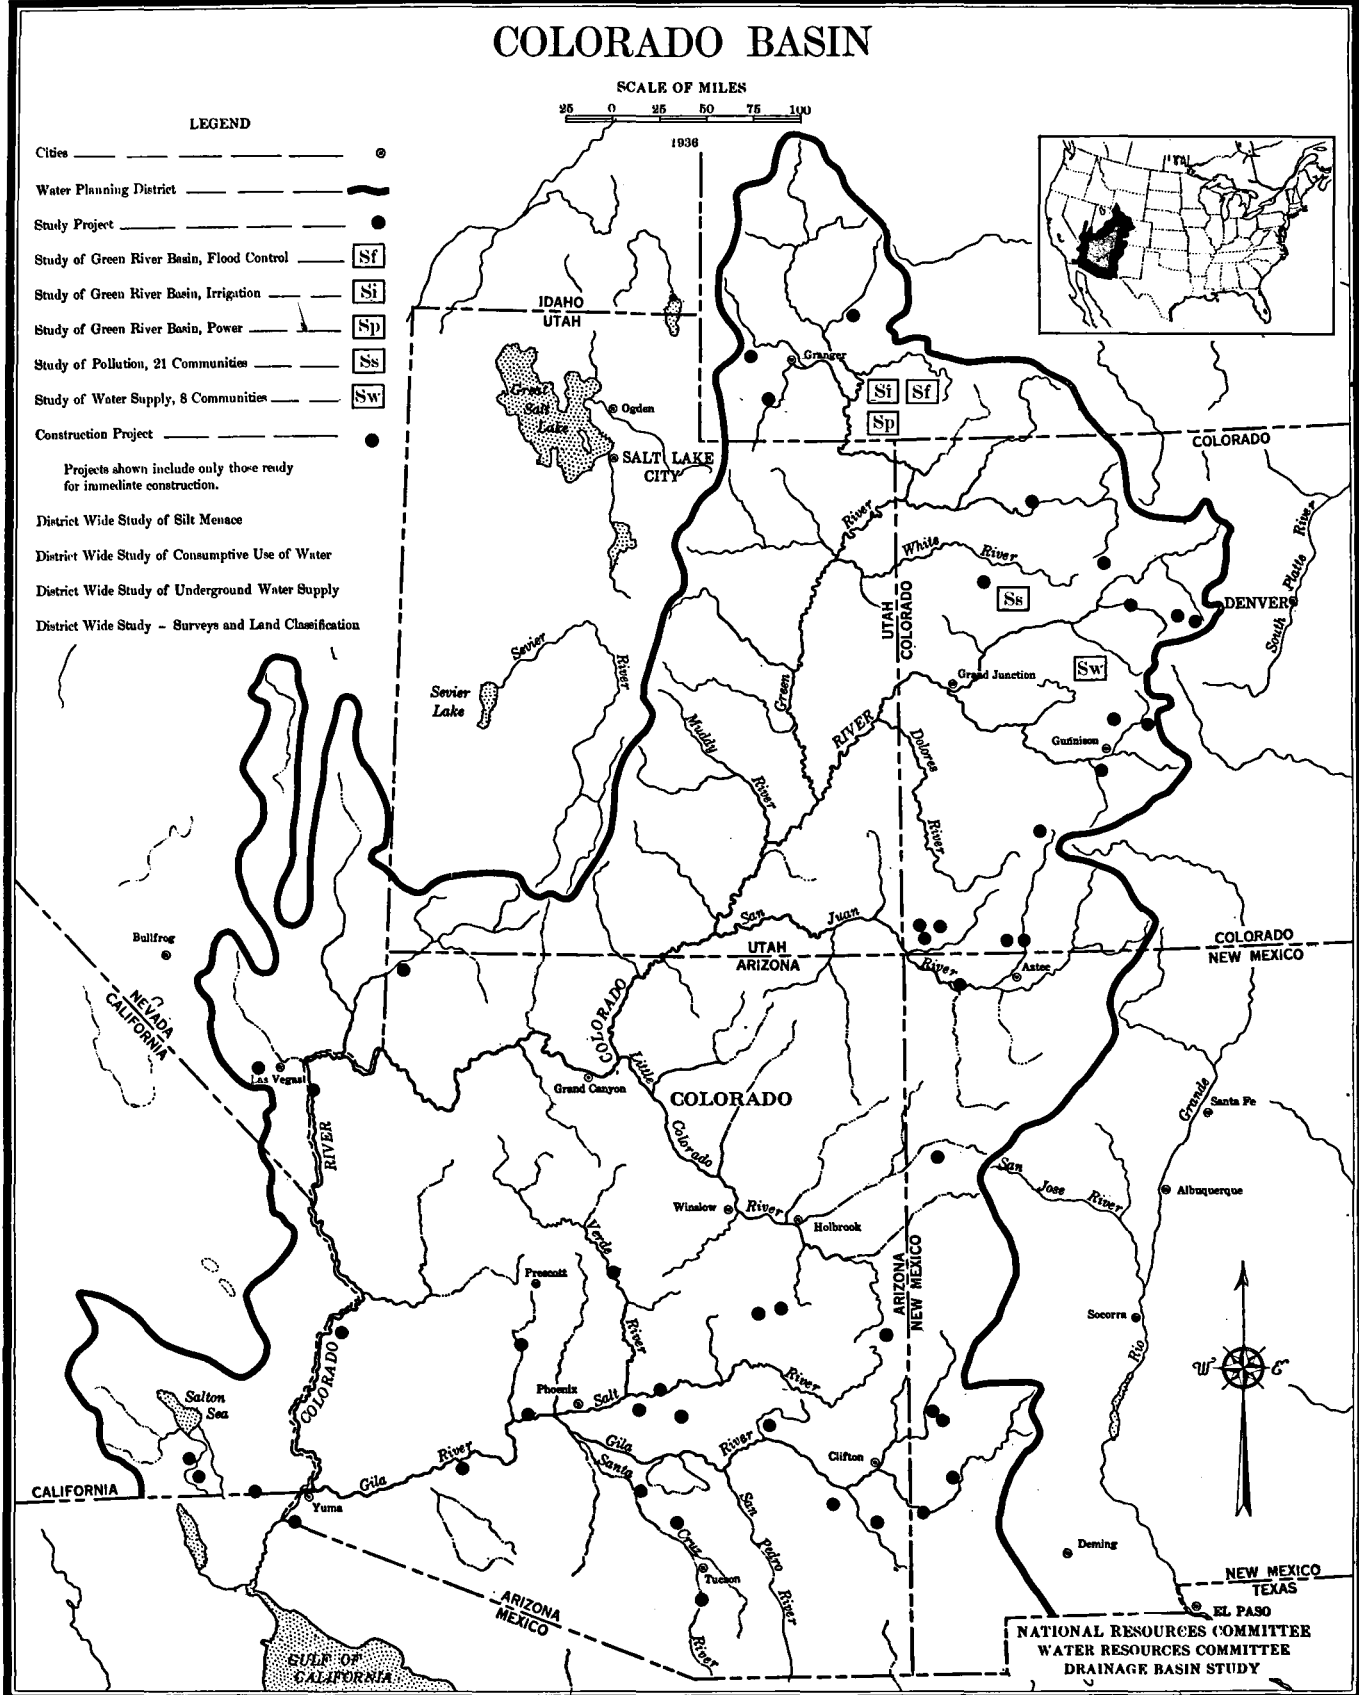 COLORADO BASIN
SCALE OF MILES
25 0 25 50 75 100
1936
LEGEND
Cities
Water Planning District
Study Project
Study of Green River Basin, Flood Control Sf
Study of Green River Basin, Irrigation Si
Study of Green River Basin, Power Sp
Study of Pollution, 21 Communities Ss
Study of Water Supply, 8 Communities Sw
Construction Project
Projects shown include only those ready
for immediate construction.
District Wide Study of Silt Menace
District Wide Study of Consumptive Use of Water
District Wide Study of Underground Water Supply
District Wide Study - Surveys and Land Classification
IDAHO
UTAH
Great
Salt
Lake
Ogden
SALT LAKE
CITY
Granger
Si Sf
Sp
COLORADO
River
White River
Ss
UTAH
COLORADO
DENVER
South Platte River
Sevier River
Sevier
Lake
Green
Grand Junction
Sw
Muddy River
RIVER
Dolores River
Gunnison
Bullfrog
NEVADA
CALIFORNIA
San Juan River
UTAH
ARIZONA
COLORADO
NEW MEXICO
Aztec
COLORADO
Las Vegas
Grand Canyon
Little Colorado River
COLORADO
RIVER
Grande
Santa Fe
San Jose River
Albuquerque
Winslow
Holbrook
Verde River
Prescott
ARIZONA
NEW MEXICO
Socorra
Rio
W E
COLORADO
Salton
Sea
Phoenix
Salt River
Gila River
Gila River
Santa Cruz River
Clifton
San Pedro River
CALIFORNIA
Yuma
Tucson
Deming
ARIZONA
MEXICO
NEW MEXICO
TEXAS
EL PASO
GULF OF
CALIFORNIA
NATIONAL RESOURCES COMMITTEE
WATER RESOURCES COMMITTEE
DRAINAGE BASIN STUDY